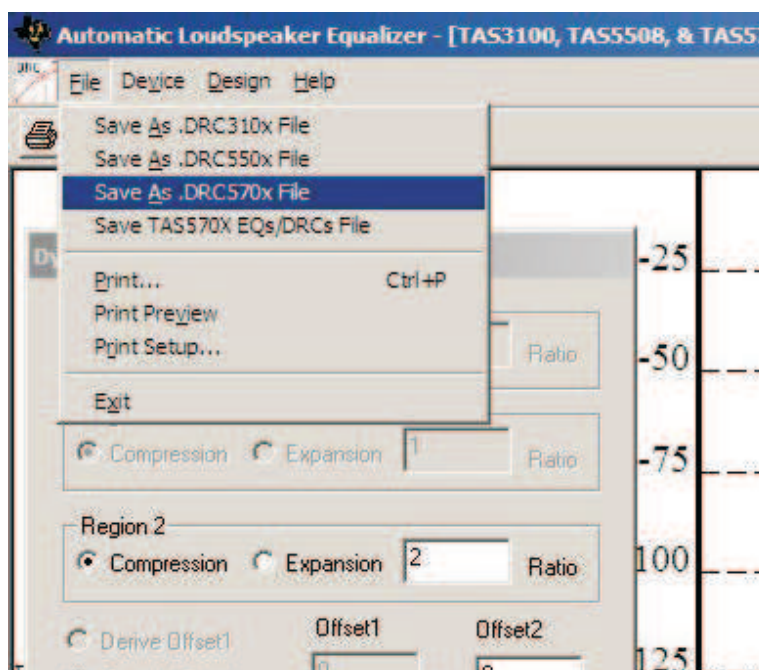 Automatic Loudspeaker Equalizer - [TAS3100, TAS5508, & TAS57
DRC
File Device Design Help
Save As .DRC310x File
Save As .DRC550x File
Save As .DRC570x File
Save TAS570X EQs/DRCs File
Print... Ctrl+P
Print Preview
Print Setup...
Exit
-25
Ratio
-50
Compression Expansion 1 Ratio
-75
Region 2
Compression Expansion 2 Ratio
100
Derive Offset1 Offset1 Offset2
125